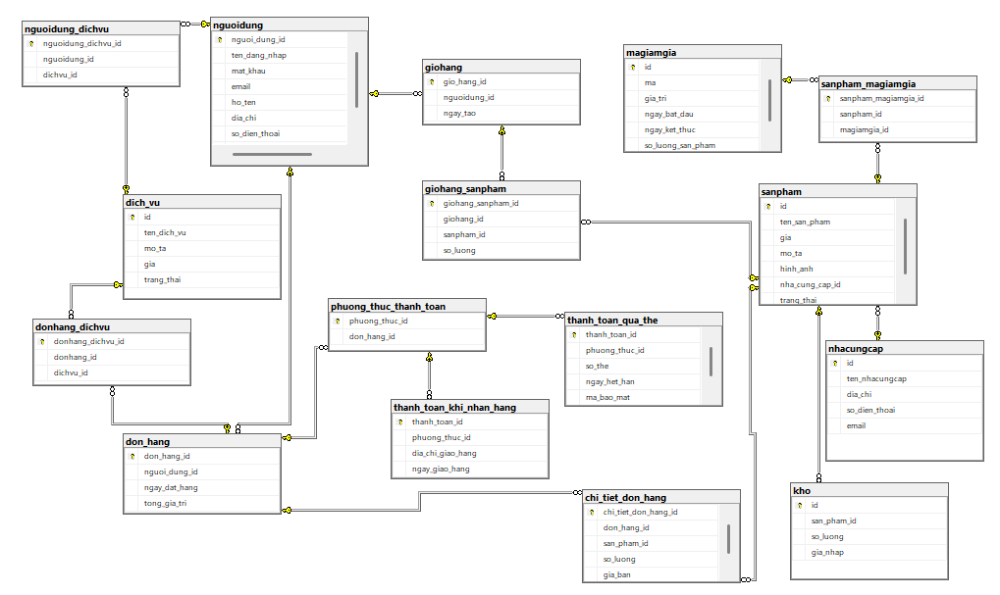 nguoidung_dichvu
nguoidung_dichvu_id
nguoidung_id
dichvu_id
nguoidung
nguoi_dung_id
ten_dang_nhap
mat_khau
email
ho_ten
dia_chi
so_dien_thoai
giohang
gio_hang_id
nguoidung_id
ngay_tao
magiamgia
id
ma
gia_tri
ngay_bat_dau
ngay_ket_thuc
so_luong_san_pham
sanpham_magiamgia
sanpham_magiamgia_id
sanpham_id
magiamgia_id
giohang_sanpham
giohang_sanpham_id
giohang_id
sanpham_id
so_luong
sanpham
id
ten_san_pham
gia
mo_ta
hinh_anh
nha_cung_cap_id
trang_thai
dich_vu
id
ten_dich_vu
mo_ta
gia
trang_thai
phuong_thuc_thanh_toan
phuong_thuc_id
don_hang_id
thanh_toan_qua_the
thanh_toan_id
phuong_thuc_id
so_the
ngay_het_han
ma_bao_mat
donhang_dichvu
donhang_dichvu_id
donhang_id
dichvu_id
nhacungcap
id
ten_nhacungcap
dia_chi
so_dien_thoai
email
thanh_toan_khi_nhan_hang
thanh_toan_id
phuong_thuc_id
dia_chi_giao_hang
ngay_giao_hang
don_hang
don_hang_id
nguoi_dung_id
ngay_dat_hang
tong_gia_tri
chi_tiet_don_hang
chi_tiet_don_hang_id
don_hang_id
san_pham_id
so_luong
gia_ban
kho
id
san_pham_id
so_luong
gia_nhap